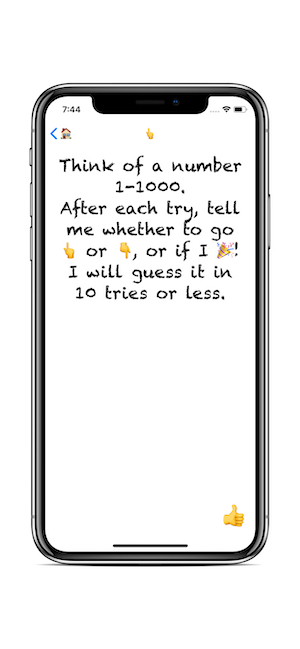 7:44
Think of a number
1-1000.
After each try, tell
me whether to go
👆 or 👇, or if I 🎉!
I will guess it in
10 tries or less.